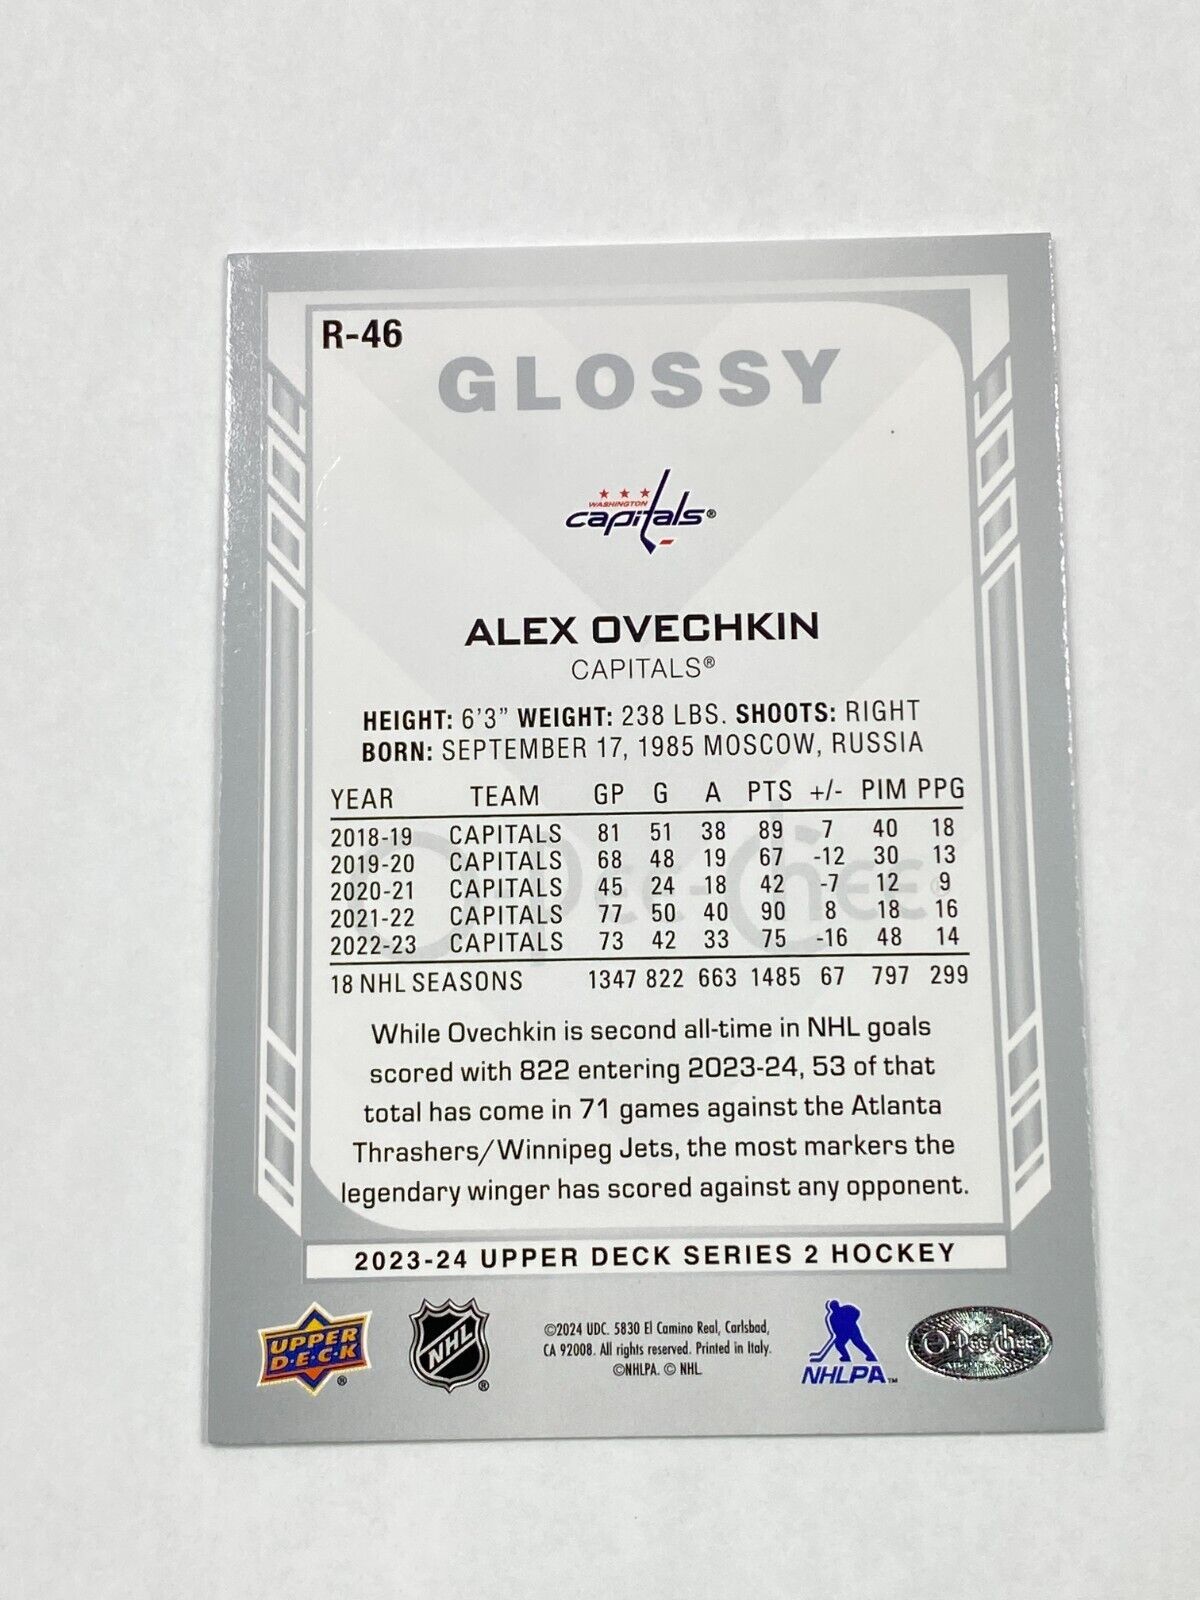 R-46
GLOSSY
WASHINGTON
capitals®
ALEX OVECHKIN
CAPITALS®
HEIGHT: 6'3" WEIGHT: 238 LBS. SHOOTS: RIGHT
BORN: SEPTEMBER 17, 1985 MOSCOW, RUSSIA
YEAR TEAM GP G A PTS +/- PIM PPG
2018-19 CAPITALS 81 51 38 89 7 40 18
2019-20 CAPITALS 68 48 19 67 -12 30 13
2020-21 CAPITALS 45 24 18 42 -7 12 9
2021-22 CAPITALS 77 50 40 90 8 18 16
2022-23 CAPITALS 73 42 33 75 -16 48 14
18 NHL SEASONS 1347 822 663 1485 67 797 299
O-Pee-Chee®
While Ovechkin is second all-time in NHL goals
scored with 822 entering 2023-24, 53 of that
total has come in 71 games against the Atlanta
Thrashers/Winnipeg Jets, the most markers the
legendary winger has scored against any opponent.
2023-24 UPPER DECK SERIES 2 HOCKEY
UPPER
DECK®
NHL®
©2024 UDC. 5830 El Camino Real, Carlsbad,
CA 92008. All rights reserved. Printed in Italy.
©NHLPA. © NHL.
NHLPA™
O-Pee-Chee